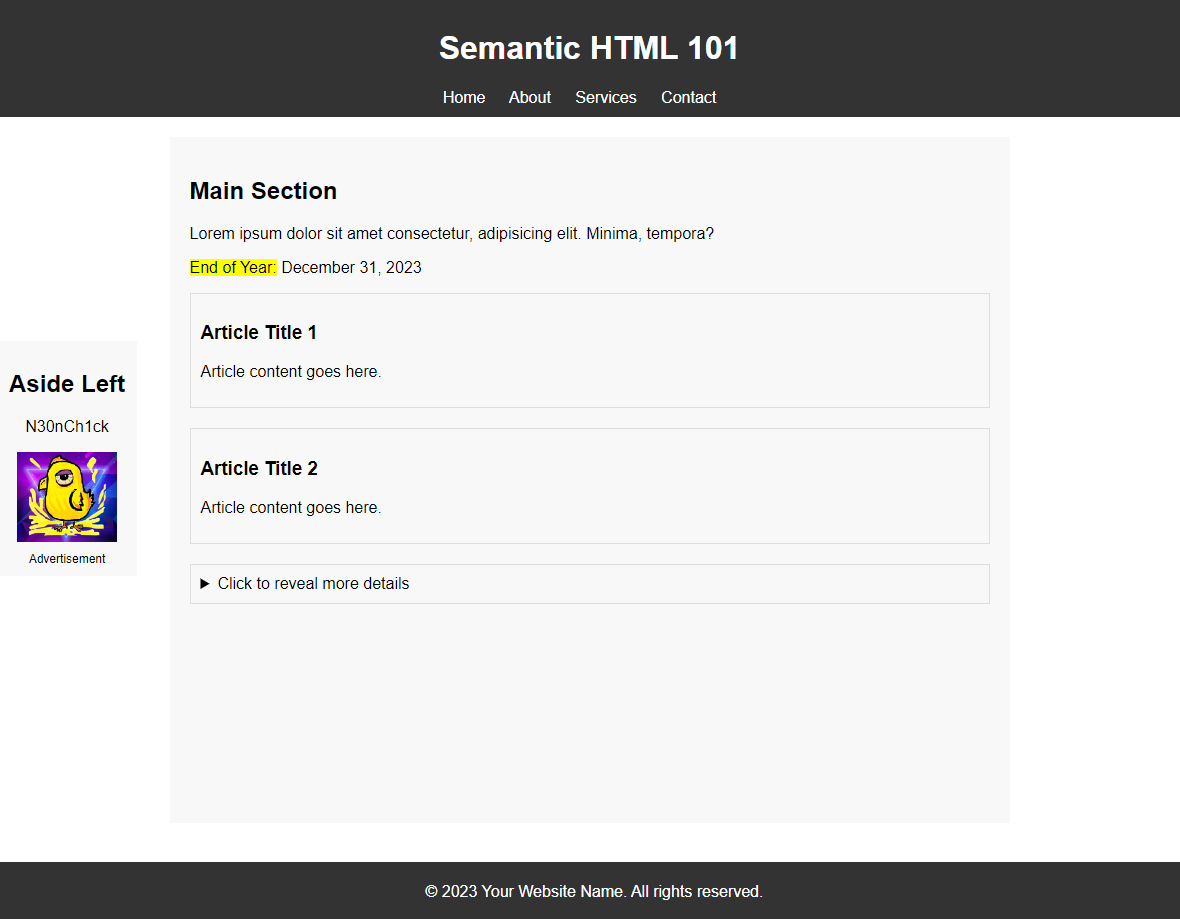 Semantic HTML 101
Home About Services Contact
Main Section
Lorem ipsum dolor sit amet consectetur, adipisicing elit. Minima, tempora?
End of Year: December 31, 2023
Article Title 1
Article content goes here.
Article Title 2
Article content goes here.
Click to reveal more details
Aside Left
N30nCh1ck
Advertisement
© 2023 Your Website Name. All rights reserved.